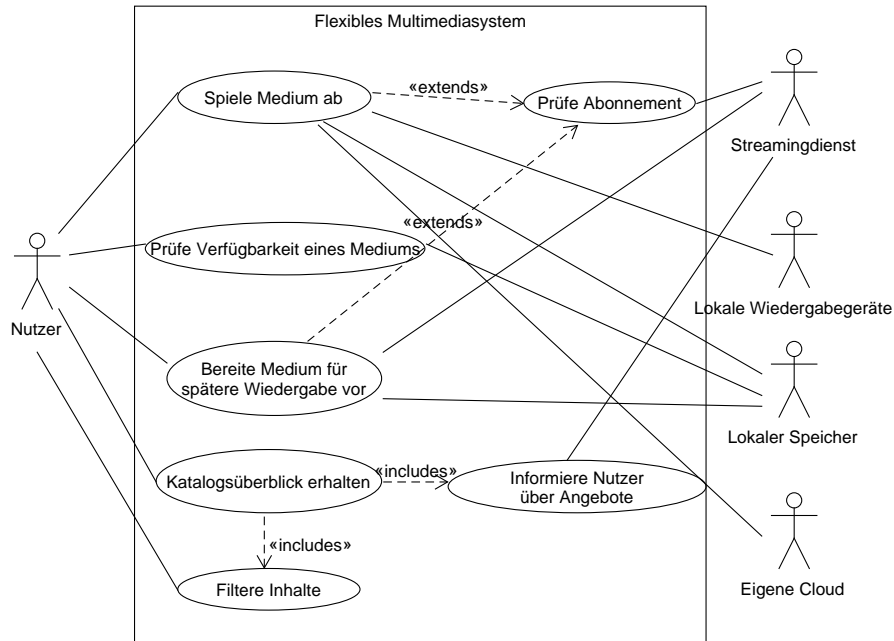 Flexibles Multimediasystem
Spiele Medium ab
«extends»
Prüfe Abonnement
Streamingdienst
«extends»
Prüfe Verfügbarkeit eines Mediums
Lokale Wiedergabegeräte
Nutzer
Bereite Medium für
spätere Wiedergabe vor
Lokaler Speicher
Katalogsüberblick erhalten
«includes»
Informiere Nutzer
über Angebote
«includes»
Filtere Inhalte
Eigene Cloud